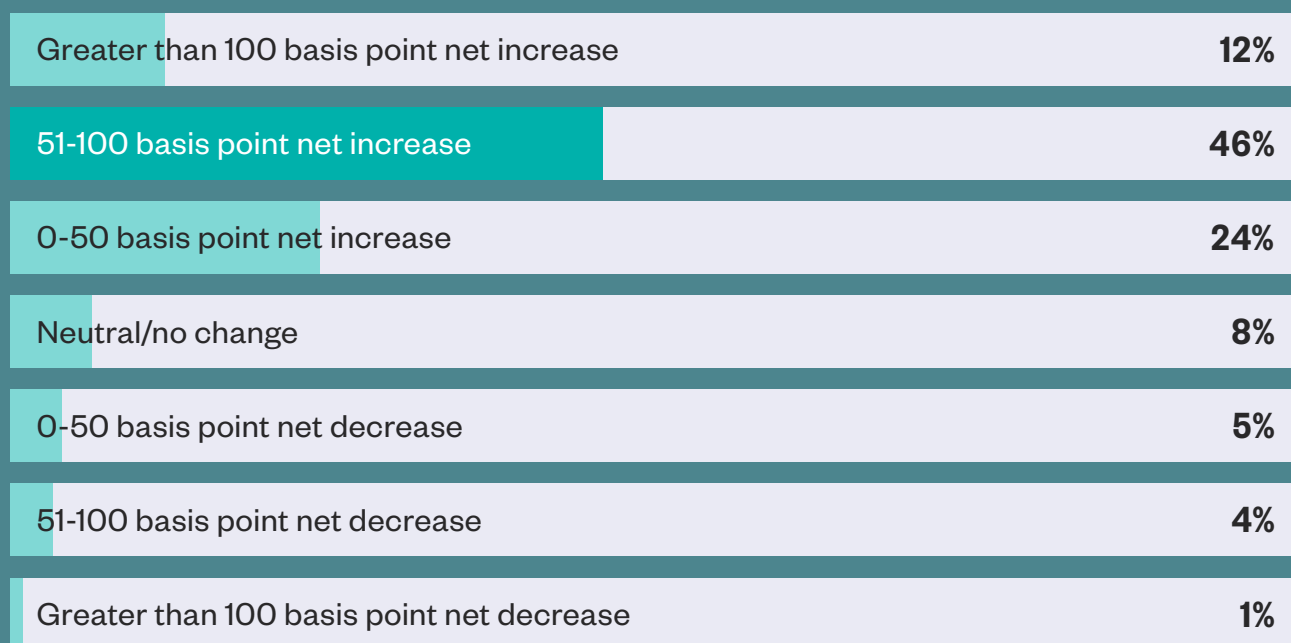 Greater than 100 basis point net increase 12%
51-100 basis point net increase 46%
0-50 basis point net increase 24%
Neutral/no change 8%
0-50 basis point net decrease 5%
51-100 basis point net decrease 4%
Greater than 100 basis point net decrease 1%